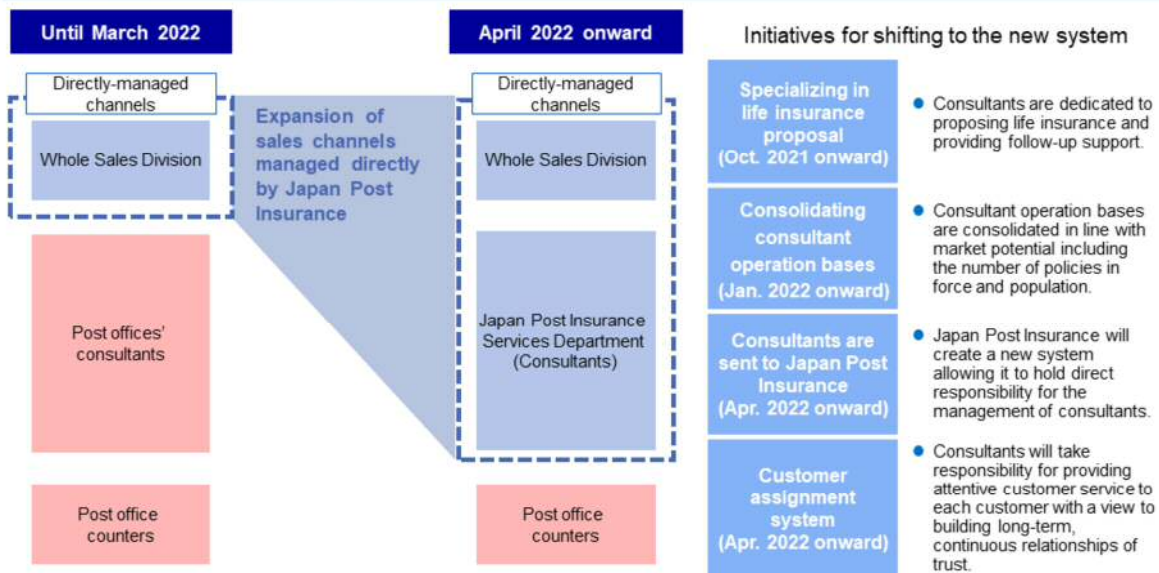 Until March 2022
Directly-managed
channels
Whole Sales Division
Post offices'
consultants
Post office
counters
Expansion of
sales channels
managed directly
by Japan Post
Insurance
April 2022 onward
Directly-managed
channels
Whole Sales Division
Japan Post Insurance
Services Department
(Consultants)
Post office
counters
Initiatives for shifting to the new system
Specializing in
life insurance
proposal
(Oct. 2021 onward)
● Consultants are dedicated to
proposing life insurance and
providing follow-up support.
Consolidating
consultant
operation bases
(Jan. 2022 onward)
● Consultant operation bases
are consolidated in line with
market potential including
the number of policies in
force and population.
Consultants are
sent to Japan Post
Insurance
(Apr. 2022 onward)
● Japan Post Insurance will
create a new system
allowing it to hold direct
responsibility for the
management of consultants.
Customer
assignment
system
(Apr. 2022 onward)
● Consultants will take
responsibility for providing
attentive customer service to
each customer with a view to
building long-term,
continuous relationships of
trust.